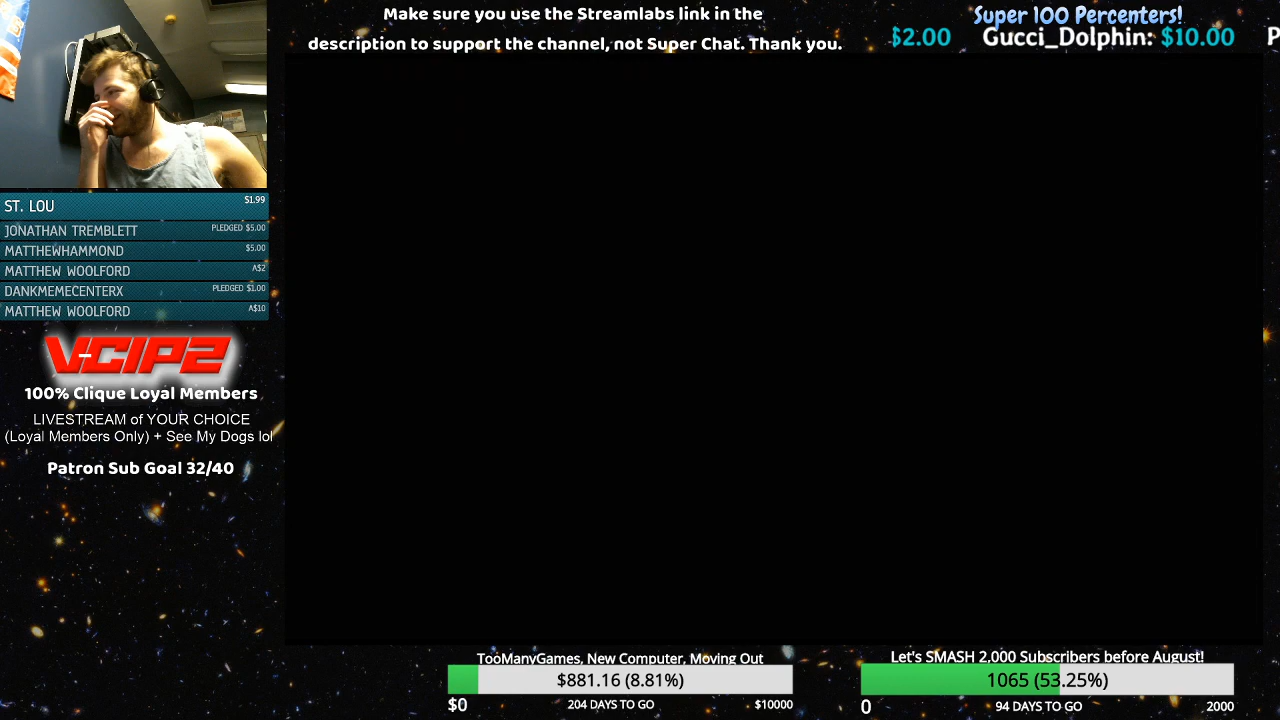 Make sure you use the Streamlabs link in the
description to support the channel, not Super Chat. Thank you.
Super 100 Percenters!
$2.00 Gucci_Dolphin: $10.00 P
ST. LOU $1.99
JONATHAN TREMBLETT PLEDGED $5.00
MATTHEWHAMMOND $5.00
MATTHEW WOOLFORD A$2
DANKMEMECENTERX PLEDGED $1.00
MATTHEW WOOLFORD A$10
V-CIPZ
100% Clique Loyal Members
LIVESTREAM of YOUR CHOICE
(Loyal Members Only) + See My Dogs lol
Patron Sub Goal 32/40
TooManyGames, New Computer, Moving Out
$881.16 (8.81%)
$0 204 DAYS TO GO $10000
Let's SMASH 2,000 Subscribers before August!
1065 (53.25%)
0 94 DAYS TO GO 2000